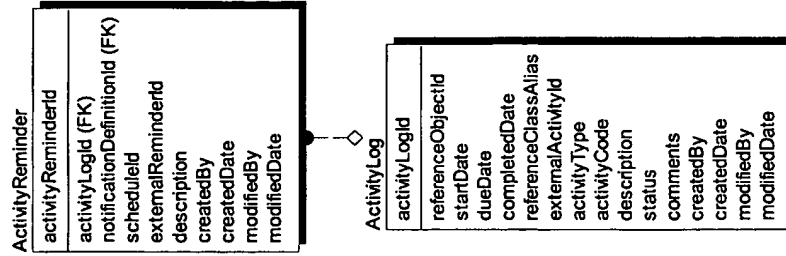 ActivityReminder
activityReminderId
activityLogId (FK)
notificationDefinitionId (FK)
scheduleId
externalReminderId
description
createdBy
createdDate
modifiedBy
modifiedDate
ActivityLog
activityLogId
referenceObjectId
startDate
dueDate
completedDate
referenceClassAlias
externalActivityId
activityType
activityCode
description
status
comments
createdBy
createdDate
modifiedBy
modifiedDate